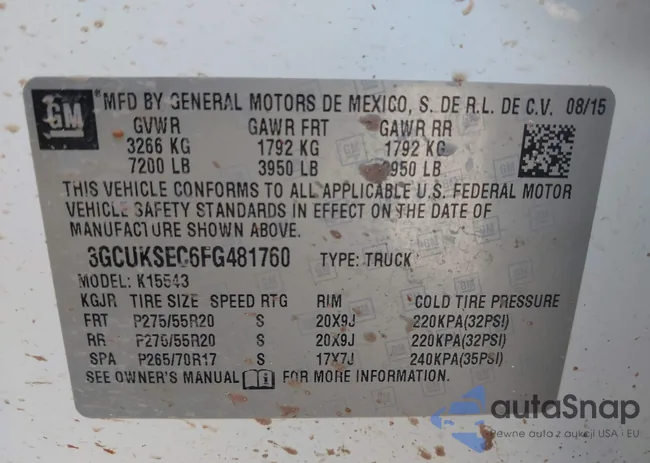 GM
MFD BY GENERAL MOTORS DE MEXICO, S. DE R.L. DE C.V. 08/15
GVWR GAWR FRT GAWR RR
3266 KG 1792 KG 1792 KG
7200 LB 3950 LB 3950 LB
THIS VEHICLE CONFORMS TO ALL APPLICABLE U.S. FEDERAL MOTOR
VEHICLE SAFETY STANDARDS IN EFFECT ON THE DATE OF
MANUFACTURE SHOWN ABOVE.
3GCUKSEC6FG481760 TYPE: TRUCK
MODEL: K15543
KGJR TIRE SIZE SPEED RTG RIM COLD TIRE PRESSURE
FRT P275/55R20 S 20X9J 220KPA(32PSI)
RR P275/55R20 S 20X9J 220KPA(32PSI)
SPA P265/70R17 S 17X7J 240KPA(35PSI)
SEE OWNER'S MANUAL FOR MORE INFORMATION.
autaSnap
Pewne auta z aukcji USA i EU